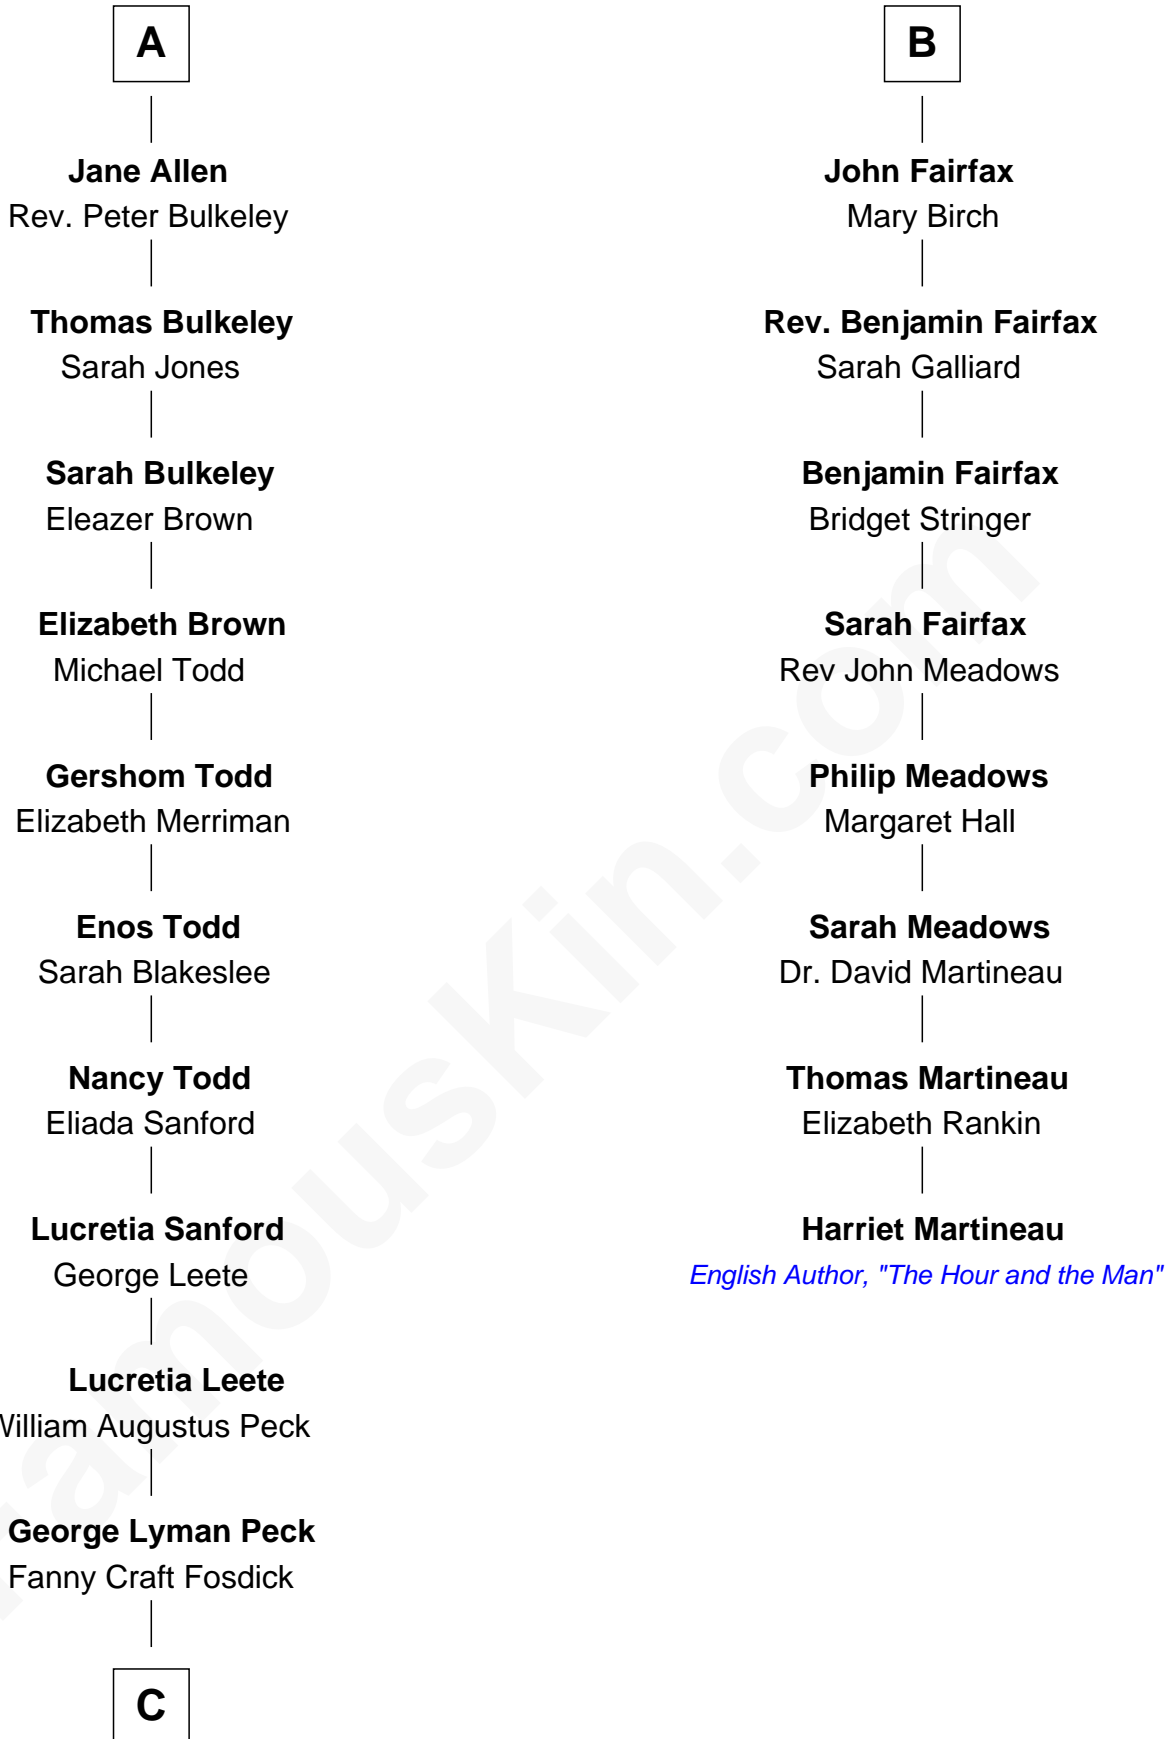 A
Jane Allen
Rev. Peter Bulkeley
Thomas Bulkeley
Sarah Jones
Sarah Bulkeley
Eleazer Brown
Elizabeth Brown
Michael Todd
Gershom Todd
Elizabeth Merriman
Enos Todd
Sarah Blakeslee
Nancy Todd
Eliada Sanford
Lucretia Sanford
George Leete
Lucretia Leete
William Augustus Peck
George Lyman Peck
Fanny Craft Fosdick
C
B
John Fairfax
Mary Birch
Rev. Benjamin Fairfax
Sarah Galliard
Benjamin Fairfax
Bridget Stringer
Sarah Fairfax
Rev John Meadows
Philip Meadows
Margaret Hall
Sarah Meadows
Dr. David Martineau
Thomas Martineau
Elizabeth Rankin
Harriet Martineau
English Author, "The Hour and the Man"
FamousKin.com